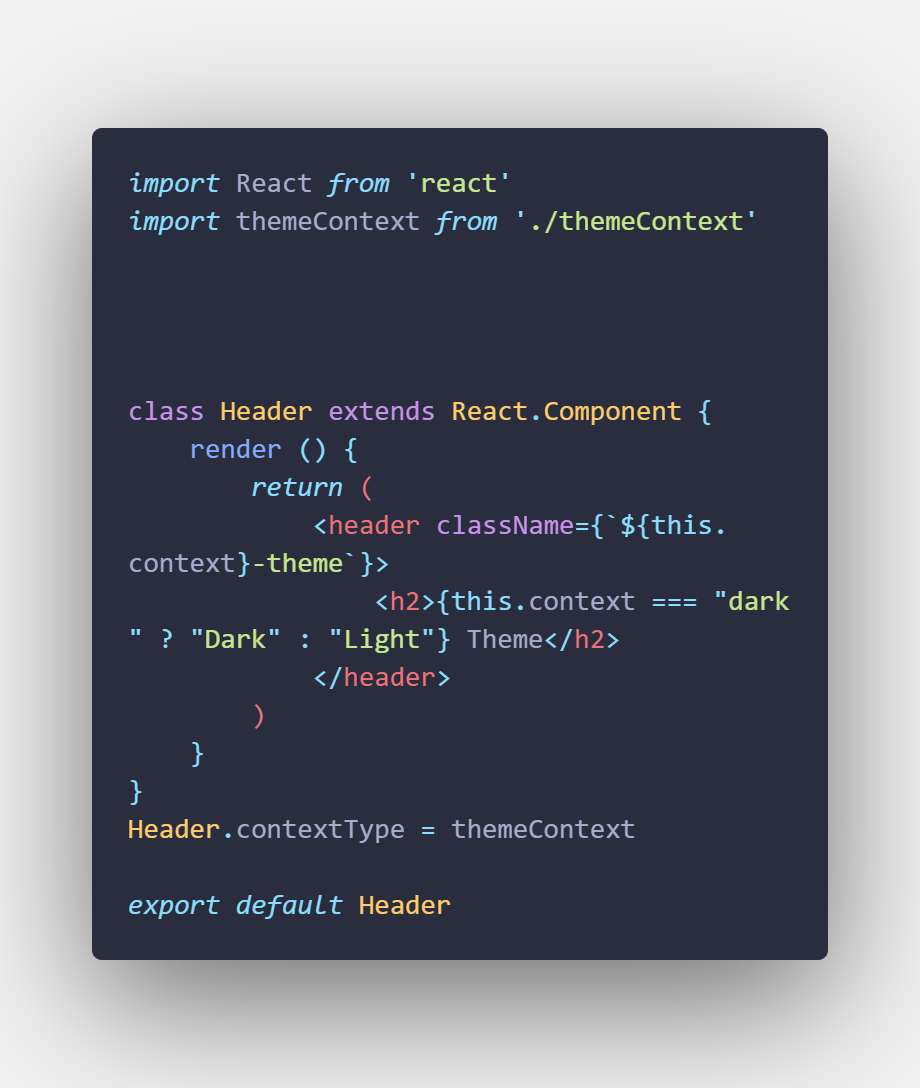 import React from 'react'
import themeContext from './themeContext'
class Header extends React.Component {
    render () {
        return (
            <header className={`${this.
context}-theme`}>
                <h2>{this.context === "dark
" ? "Dark" : "Light"} Theme</h2>
            </header>
        )
    }
}
Header.contextType = themeContext
export default Header